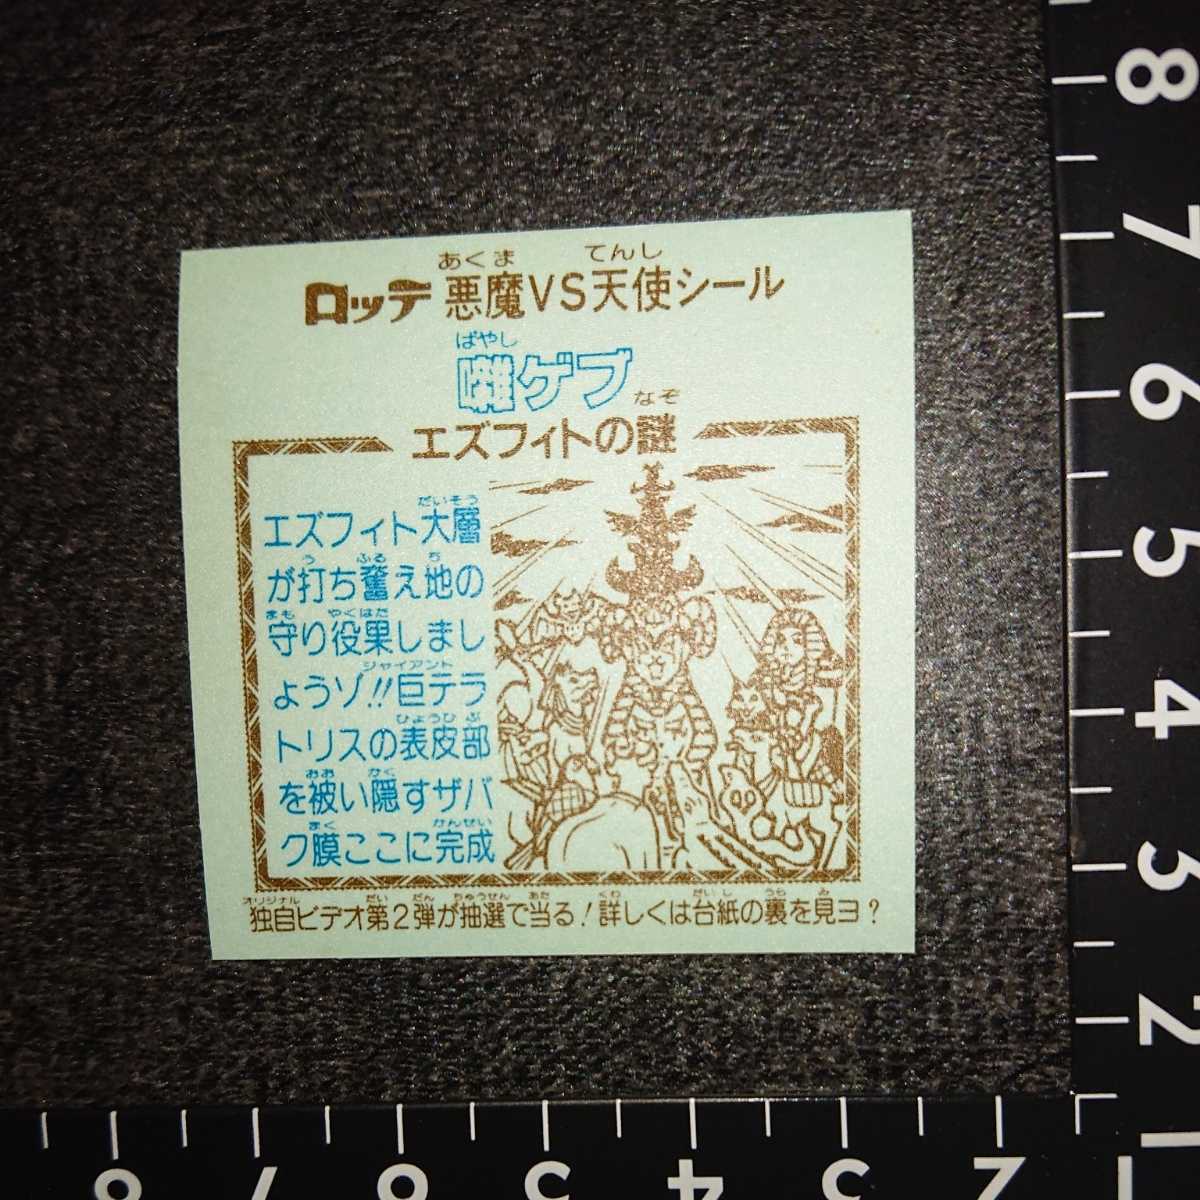 あくま てんし
ロッテ 悪魔VS天使シール
ばやし
囃ゲブ
なぞ
エズフィトの謎
だいそう
エズフィト大層
う ふる ち
が打ち奮え地の
まも やくはた
守り役果しまし
ジャイアント
ようゾ!!巨テラ
ひょうひ ぶ
トリスの表皮部
おお かく
を被い隠すザバ
まく かんせい
ク膜ここに完成
オリジナル だい だん ちゅうせん あた くわ だいし うら み
独自ビデオ第2弾が抽選で当る!詳しくは台紙の裏を見ヨ?
8
7
6
5
4
3
2
1
8 7 6 5 4 3 2 1